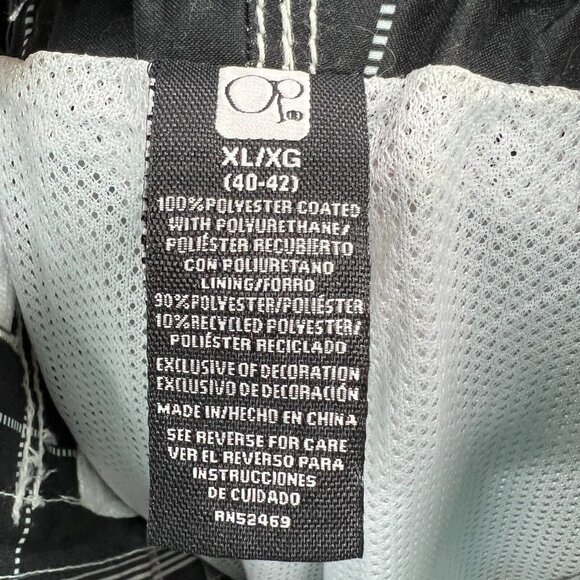 Op
XL/XG
(40-42)
100% POLYESTER COATED
WITH POLYURETHANE/
POLIÉSTER RECUBIERTO
CON POLIURETANO
LINING/FORRO
90% POLYESTER/POLIÉSTER
10% RECYCLED POLYESTER/
POLIÉSTER RECICLADO
EXCLUSIVE OF DECORATION
EXCLUSIVO DE DECORACIÓN
MADE IN/HECHO EN CHINA
SEE REVERSE FOR CARE
VER EL REVERSO PARA
INSTRUCCIONES
DE CUIDADO
RN52469